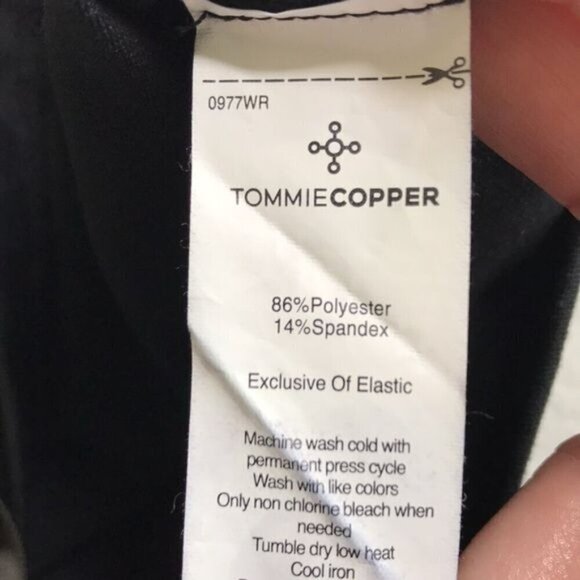 0977WR
TOMMIECOPPER
86%Polyester
14%Spandex
Exclusive Of Elastic
Machine wash cold with
permanent press cycle
Wash with like colors
Only non chlorine bleach when
needed
Tumble dry low heat
Cool iron